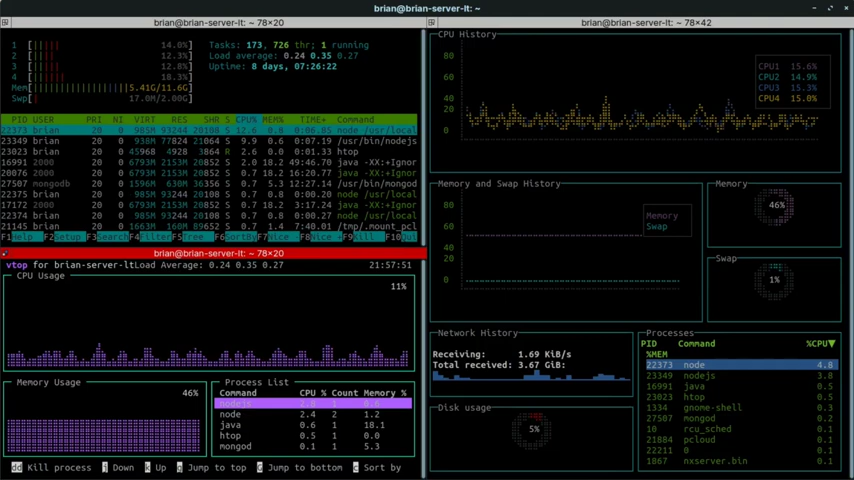 brian@brian-server-lt: ~
brian@brian-server-lt: ~ 78×20
1 [||||| 14.0%] Tasks: 173, 726 thr; 1 running
2 [||||| 12.3%] Load average: 0.24 0.35 0.27
3 [||||| 12.8%] Uptime: 8 days, 07:26:22
4 [|||||| 18.3%]
Mem[||||||||||||||||||||5.41G/11.6G]
Swp[| 17.0M/2.00G]
PID USER PRI NI VIRT RES SHR S CPU% MEM% TIME+ Command
22373 brian 20 0 985M 93244 20108 S 12.6 0.8 0:06.85 node /usr/local
23349 brian 20 0 938M 77824 21064 S 9.9 0.6 0:07.19 /usr/bin/nodejs
23023 brian 20 0 45968 4928 3864 R 2.6 0.0 0:01.33 htop
16991 2000 20 0 6793M 2153M 20852 S 2.0 18.2 49:46.70 java -XX:+Ignor
17372 2000 20 0 6793M 2153M 20852 S 0.7 18.2 16:20.77 java -XX:+Ignor
27507 mongodb 20 0 1596M 630M 36356 S 0.7 5.3 12:27.14 /usr/bin/mongod
22375 brian 20 0 985M 93244 20108 S 0.7 0.8 0:00.20 node /usr/local
17172 2000 20 0 6793M 2153M 20852 S 0.7 18.2 3:17.24 java -XX:+Ignor
22374 brian 20 0 985M 93244 20108 S 0.7 0.8 0:00.27 node /usr/local
21145 brian 20 0 S 0.7 1.4 7:40.01 /tmp/.mount_pcl
F1Help F2Setup F3Search F4Filter F5Tree F6SortBy F7Nice - F8Nice + F9Kill F10Qui
brian@brian-server-lt: ~ 78×20
vtop for brian-server-ltLoad Average: 0.24 0.35 0.27 21:57:51
CPU Usage
11%
Memory Usage
46%
Process List
Command CPU % Count Memory %
nodejs 2.8 1 0.6
node 2.4 2 1.2
java 0.6 1 18.1
htop 0.5 1 0.0
mongod 0.1 1 5.3
dd Kill process j Down k Up g Jump to top G Jump to bottom c Sort by
brian@brian-server-lt: ~ 78×42
CPU History
80
60
40
20
0
CPU1 15.6%
CPU2 14.9%
CPU3 15.3%
CPU4 15.0%
Memory and Swap History
80
60
40
20
0
Memory
Swap
Memory
46%
Swap
1%
Network History
Receiving: 1.69 KiB/s
Total received: 3.67 GiB:
Disk usage
5%
Processes
PID Command %CPU▼
%MEM
22373 node 4.8
23349 nodejs 3.8
16991 java 0.5
23023 htop 0.5
1334 gnome-shell 0.3
27507 mongod 0.2
10 rcu_sched 0.1
21884 pcloud 0.1
22211 0 0.1
1867 nxserver.bin 0.1